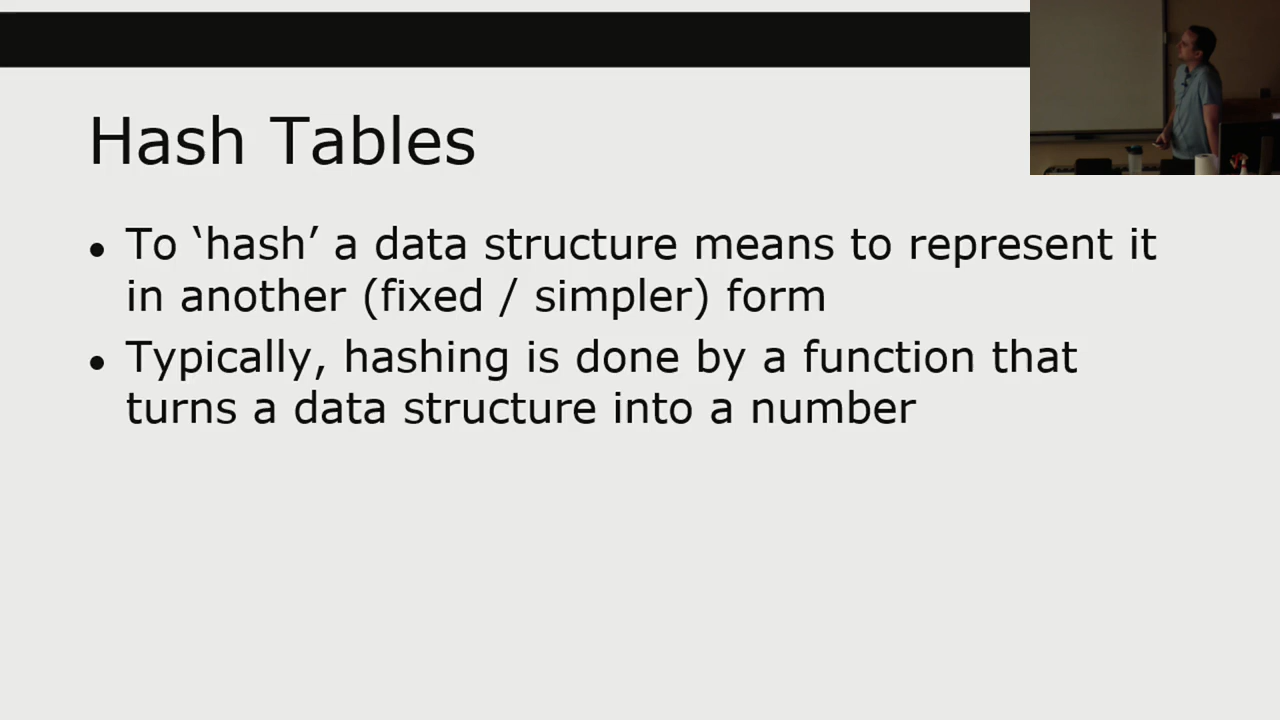 Hash Tables
• To ‘hash’ a data structure means to represent it
in another (fixed / simpler) form
• Typically, hashing is done by a function that
turns a data structure into a number